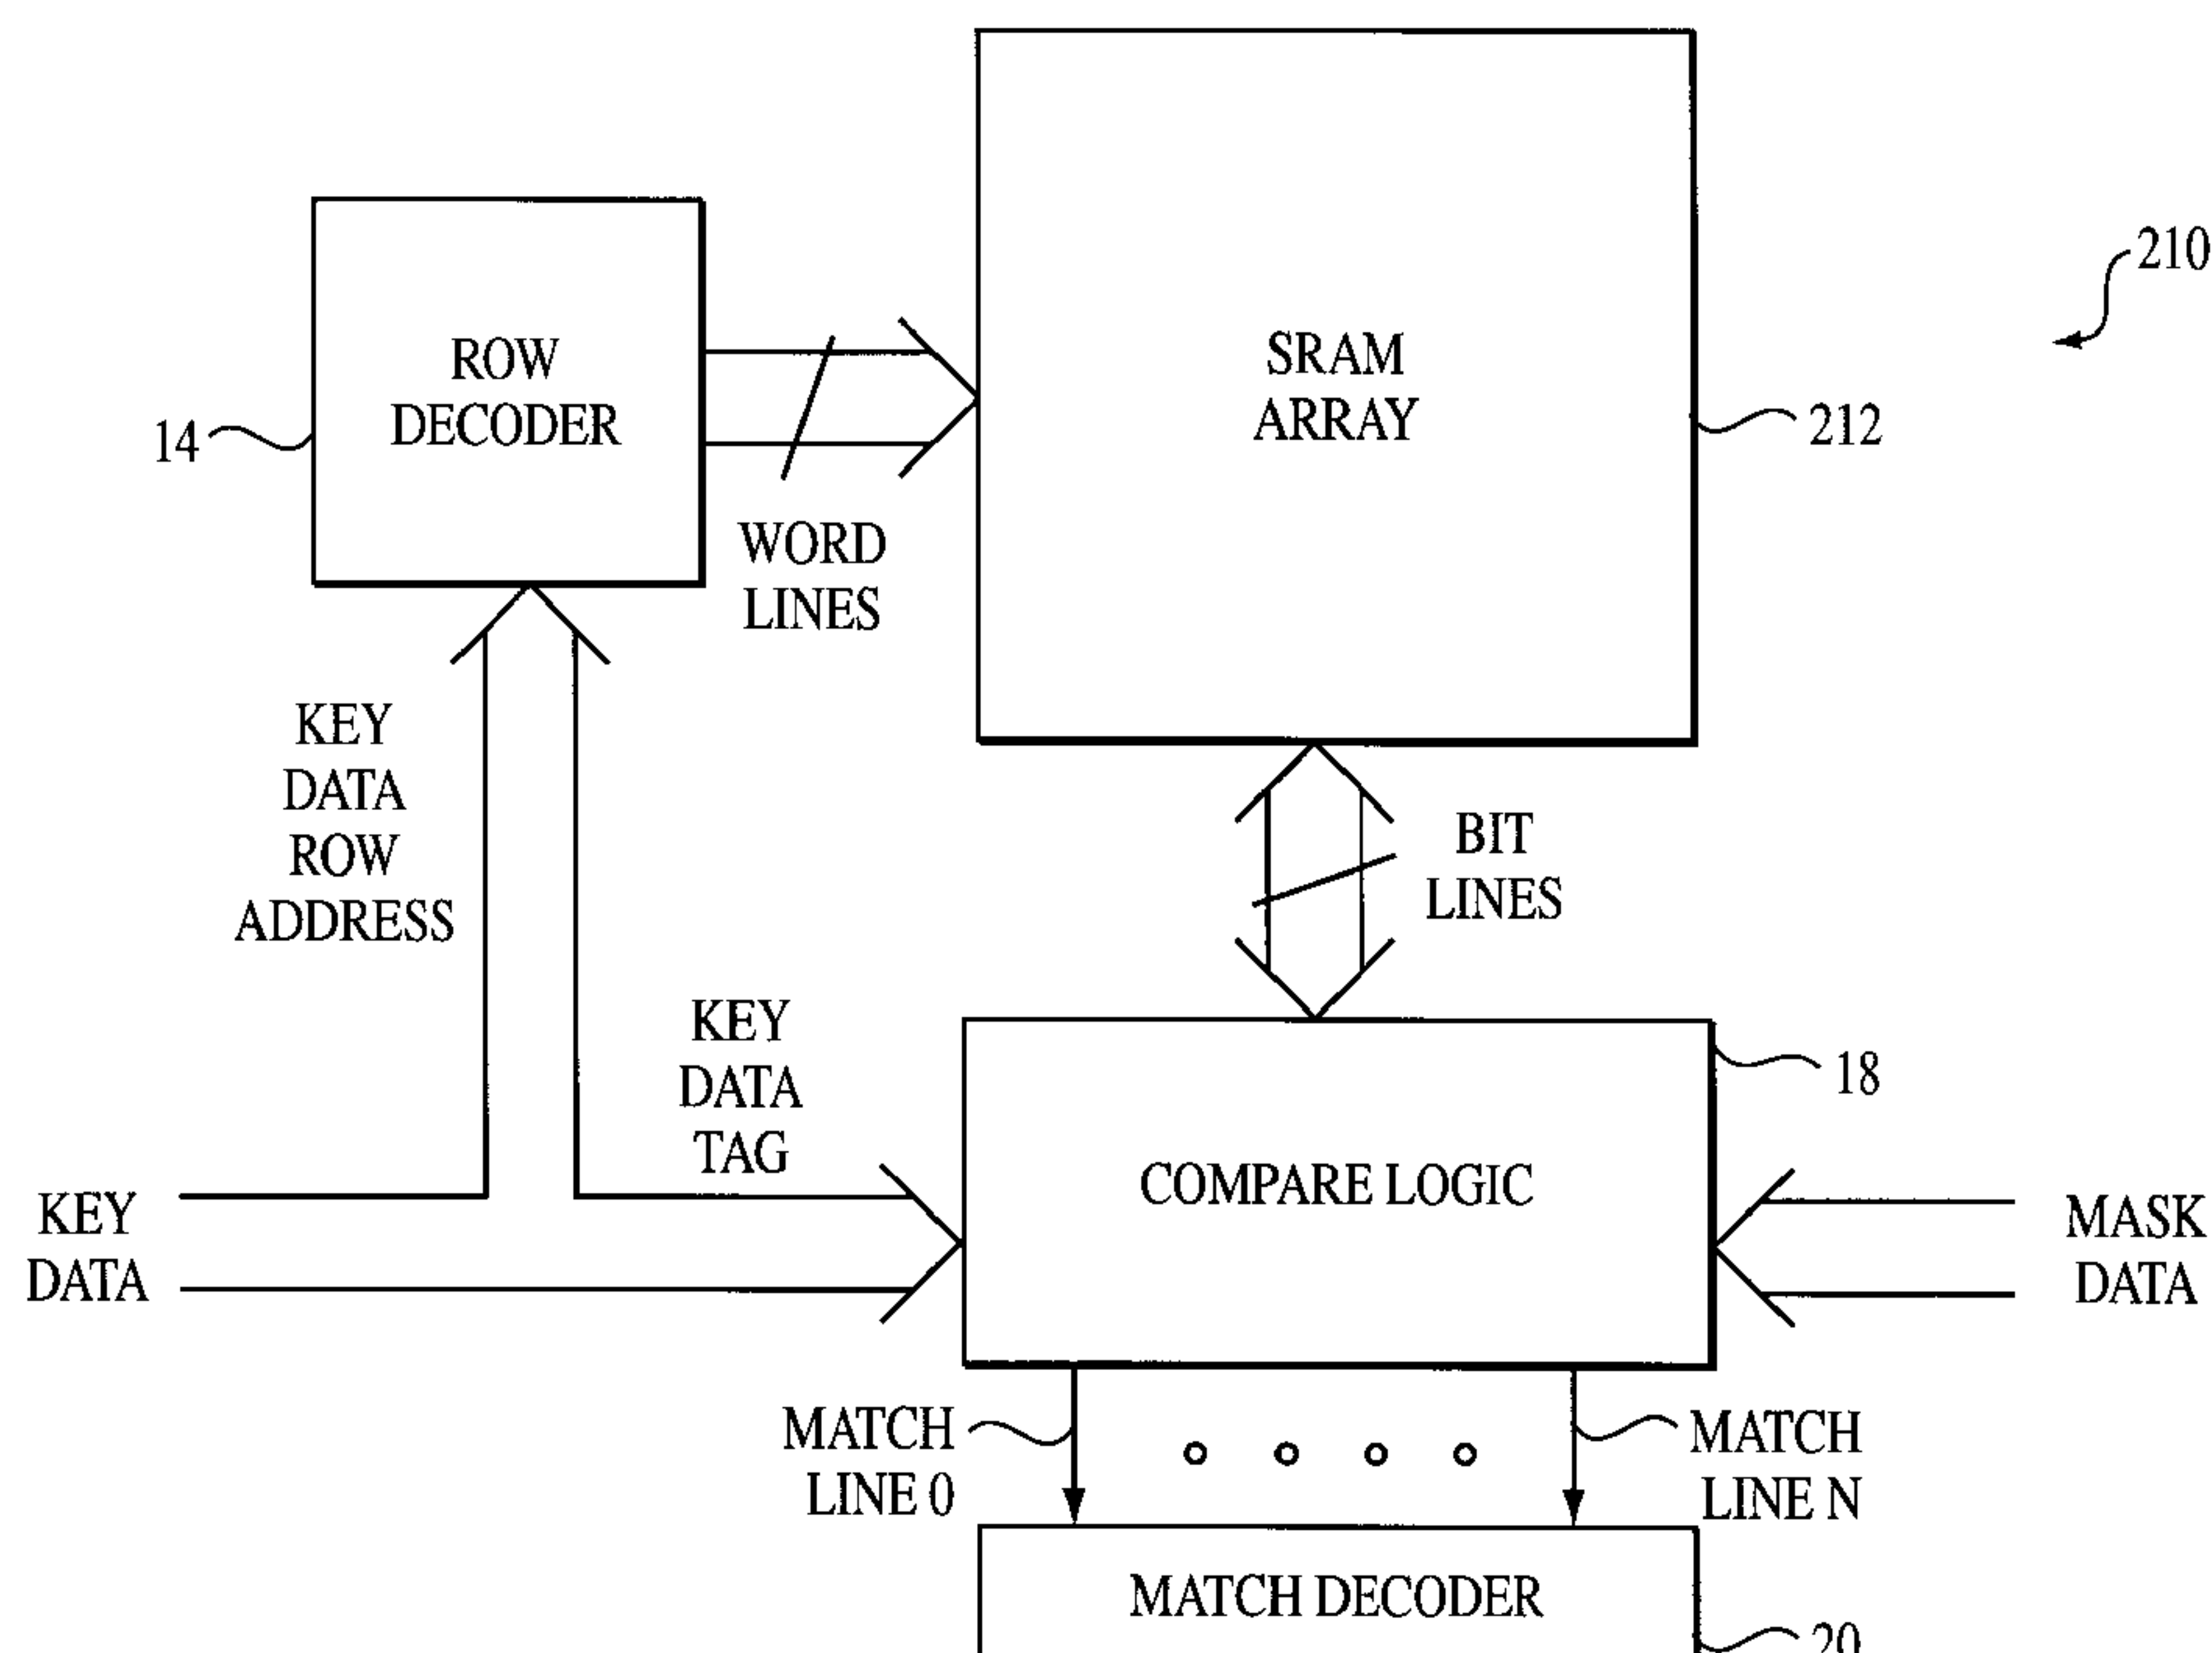 210
SRAM
ARRAY
212
ROW
DECODER
14
WORD
LINES
KEY
DATA
ROW
ADDRESS
BIT
LINES
KEY
DATA
TAG
18
COMPARE LOGIC
KEY
DATA
MASK
DATA
MATCH
LINE 0
MATCH
LINE N
MATCH DECODER
20